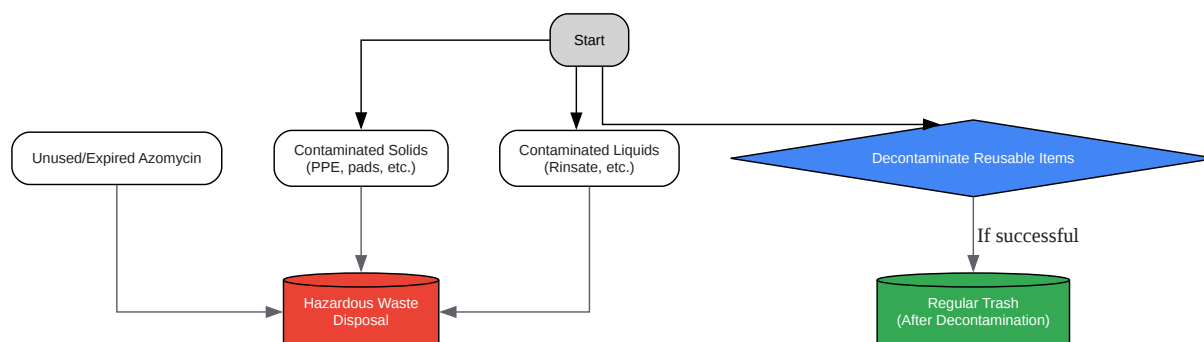 Start
Unused/Expired Azomycin
Contaminated Solids
(PPE, pads, etc.)
Contaminated Liquids
(Rinsate, etc.)
Decontaminate Reusable Items
If successful
Hazardous Waste
Disposal
Regular Trash
(After Decontamination)